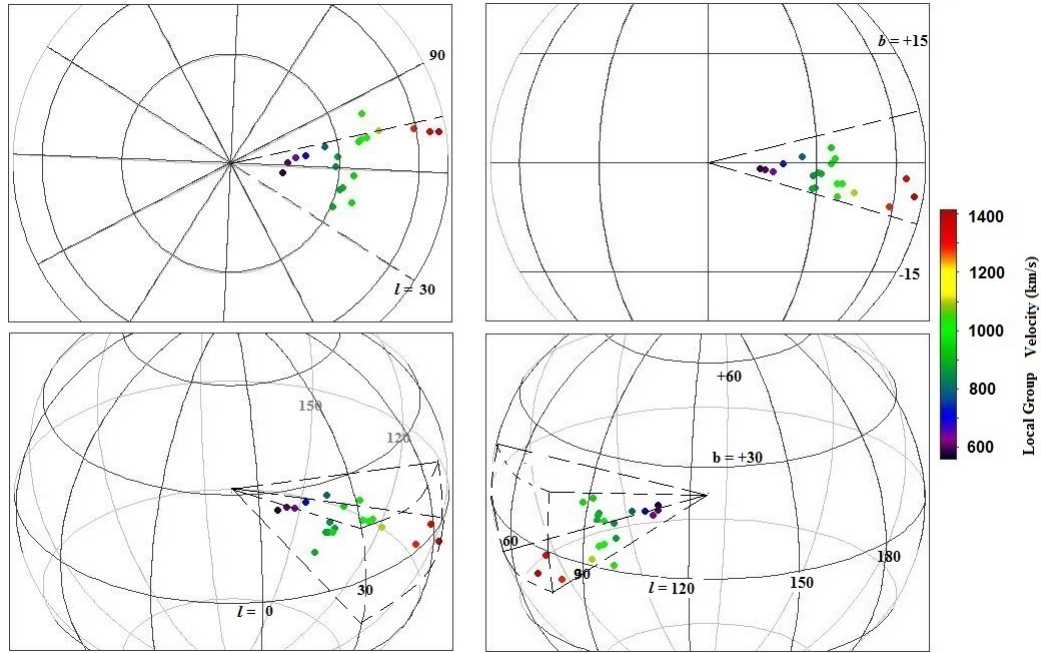 90
l = 30
b = +15
-15
150
120
30
l = 0
+60
b = +30
60
90
l = 120
150
180
1400
1200
1000
800
600
Local Group Velocity (km/s)